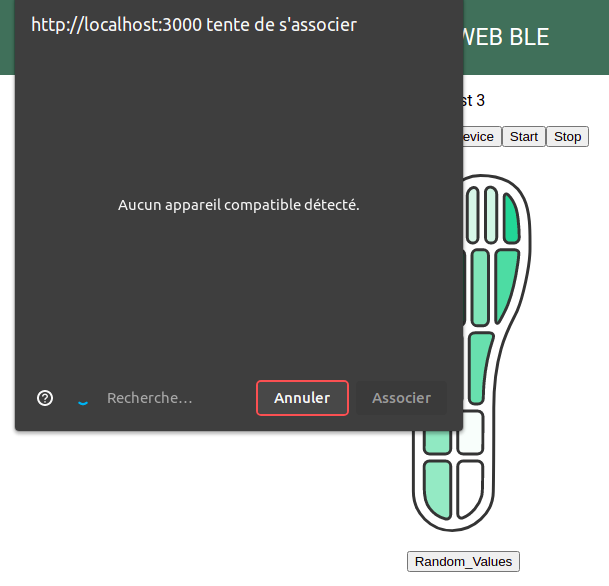 http://localhost:3000 tente de s'associer
WEB BLE
st 3
evice
Start
Stop
Aucun appareil compatible détecté.
Recherche…
Annuler
Associer
Random_Values